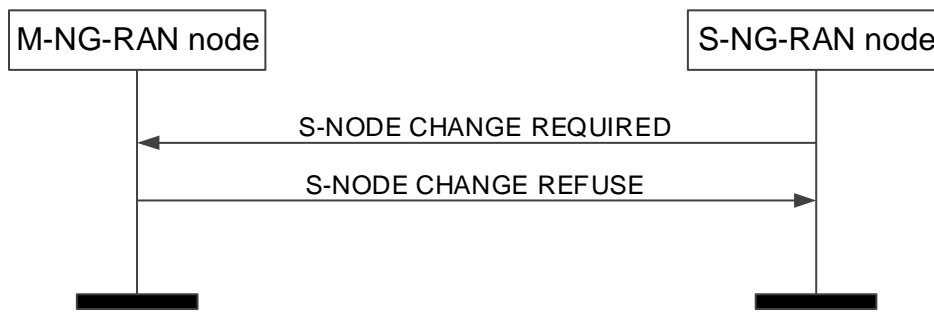 M-NG-RAN node
S-NG-RAN node
S-NODE CHANGE REQUIRED
S-NODE CHANGE REFUSE